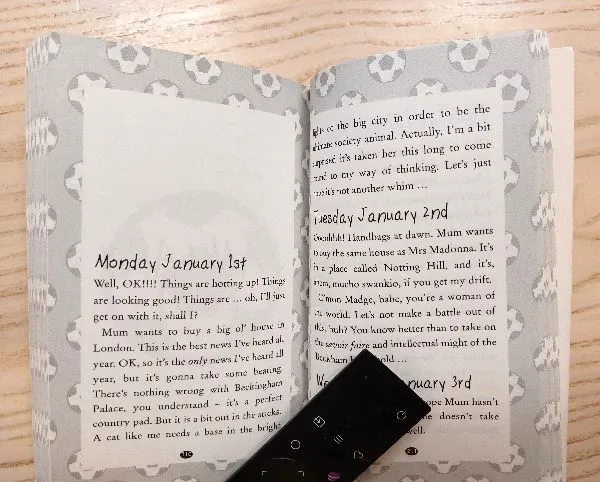 Monday January 1st
Well, OK!!!! Things are hotting up! Things
are looking good! Things are ... oh, I'll just
get on with it, shall I?
Mum wants to buy a big ol' house in
London. This is the best news I've heard all
year. OK, so it's the only news I've heard all
year, but it's gonna take some beating.
There's nothing wrong with Beckingham
Palace, you understand – it's a perfect
country pad. But it is a bit out in the sticks.
A cat like me needs a base in the bright
of the big city in order to be the
society animal. Actually, I'm a bit
it's taken her this long to come
to my way of thinking. Let's just
it's not another whim ...
Tuesday January 2nd
Handbags at dawn. Mum wants
to buy the same house as Mrs Madonna. It's
in a place called Notting Hill, and it's,
mucho swankio, if you get my drift.
C'mon Madge, babe, you're a woman of
the world. Let's not make a battle out of
this, huh? You know better than to take on
the savoir faire and intellectual might of the
Beckham ...
January 3rd
Mum hasn't
doesn't take
well.